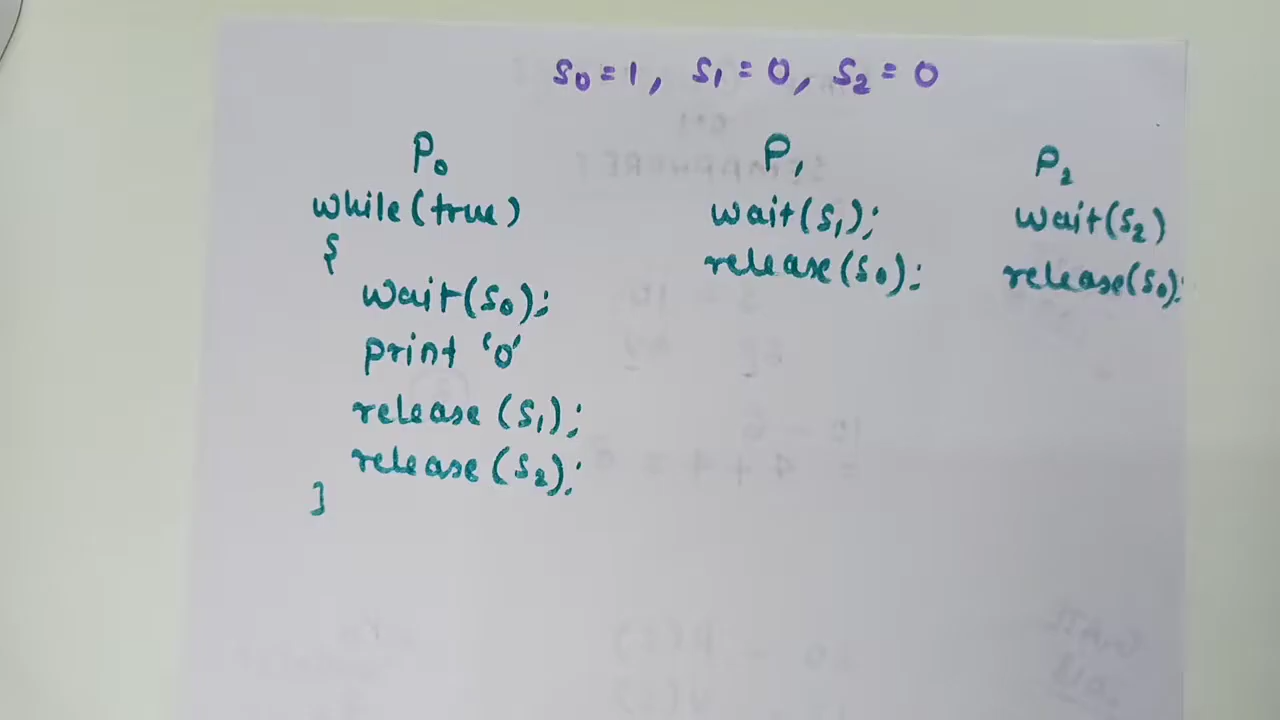 S0 = 1, S1 = 0, S2 = 0
P0
while(true)
{
wait(S0);
print '0'
release (S1);
release (S2);
}
P1
wait(S1);
release(S0);
P2
wait(S2)
release(S0);